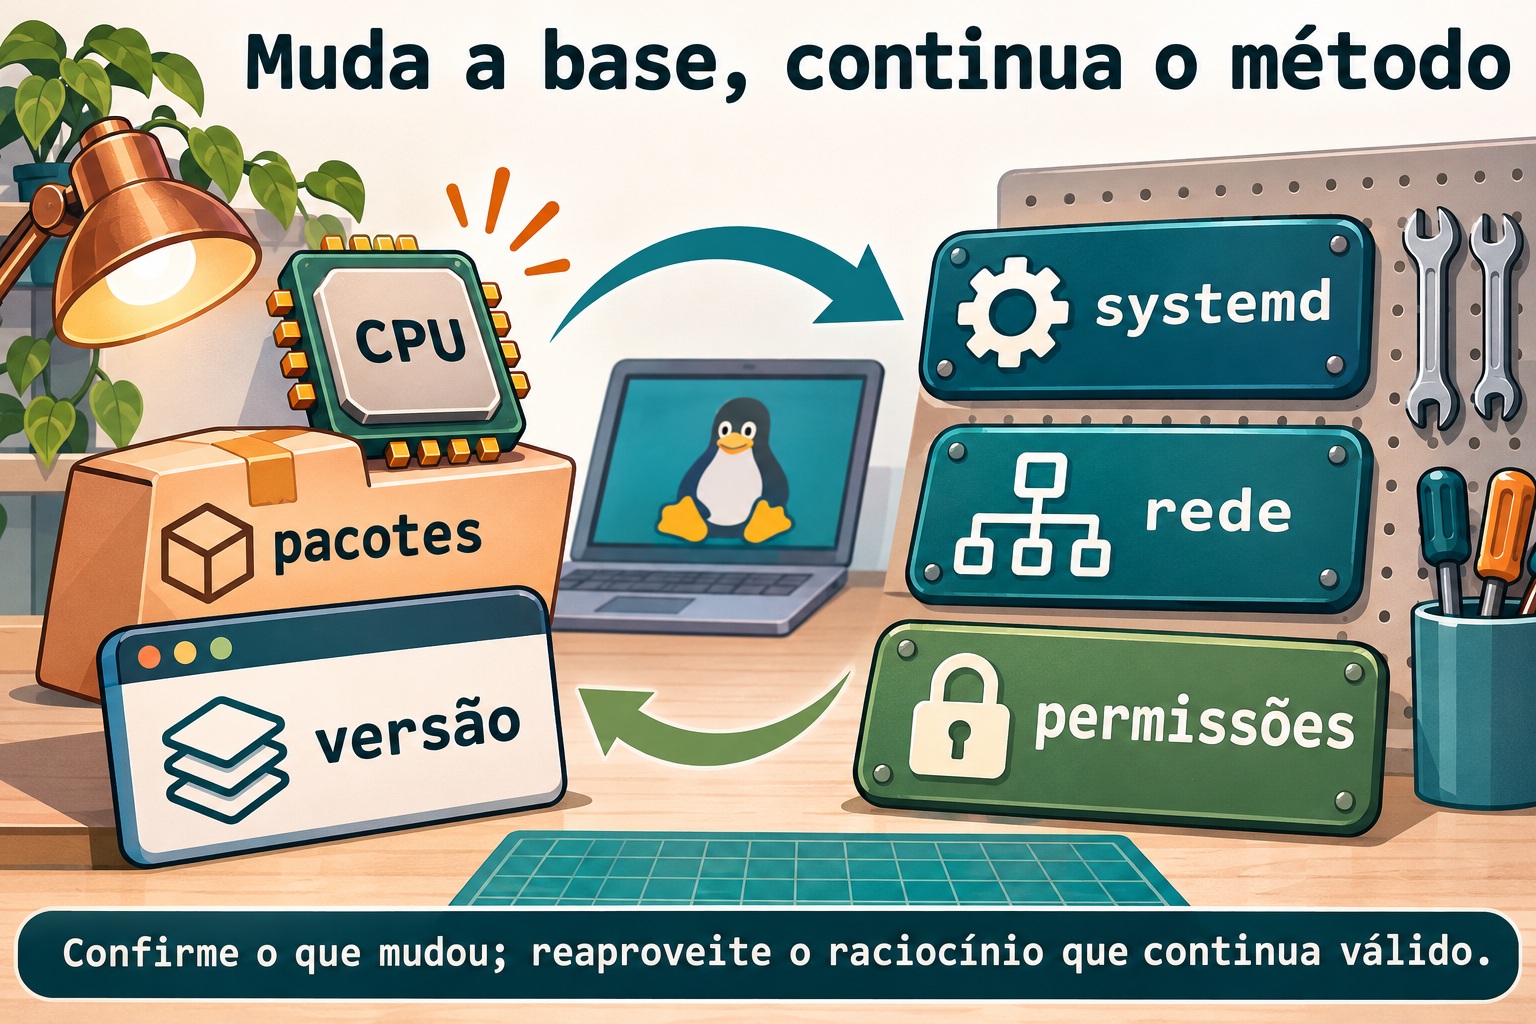 Muda a base, continua o método
CPU
pacotes
versão
systemd
rede
permissões
Confirme o que mudou; reaproveite o raciocínio que continua válido.